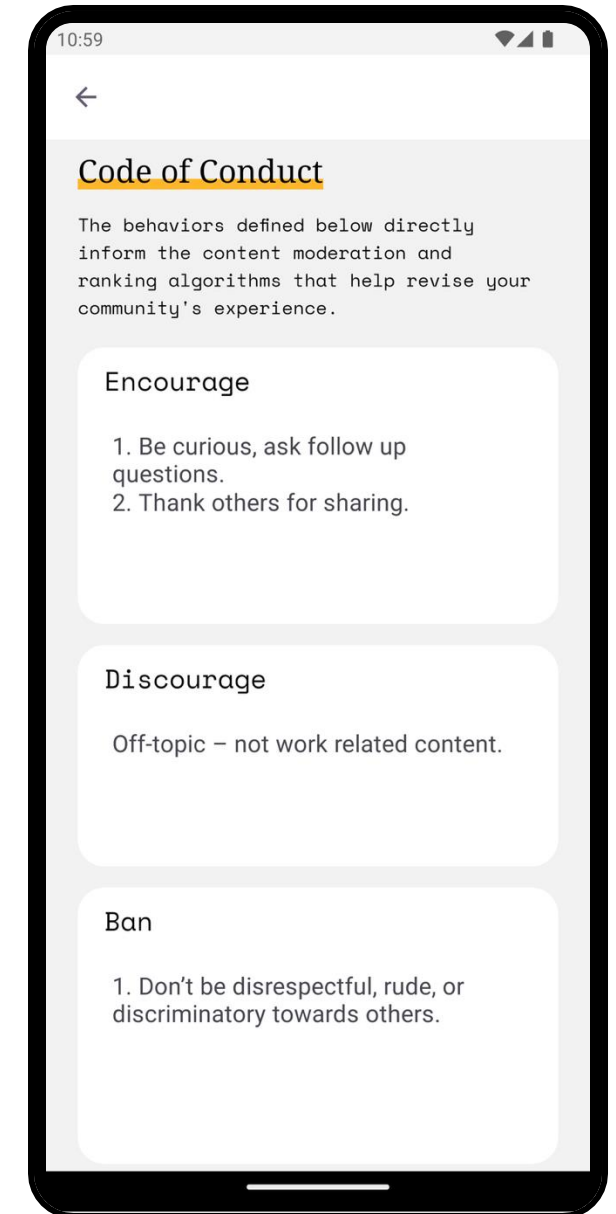 10:59
Code of Conduct
The behaviors defined below directly
inform the content moderation and
ranking algorithms that help revise your
community's experience.
Encourage
1. Be curious, ask follow up
questions.
2. Thank others for sharing.
Discourage
Off-topic – not work related content.
Ban
1. Don’t be disrespectful, rude, or
discriminatory towards others.